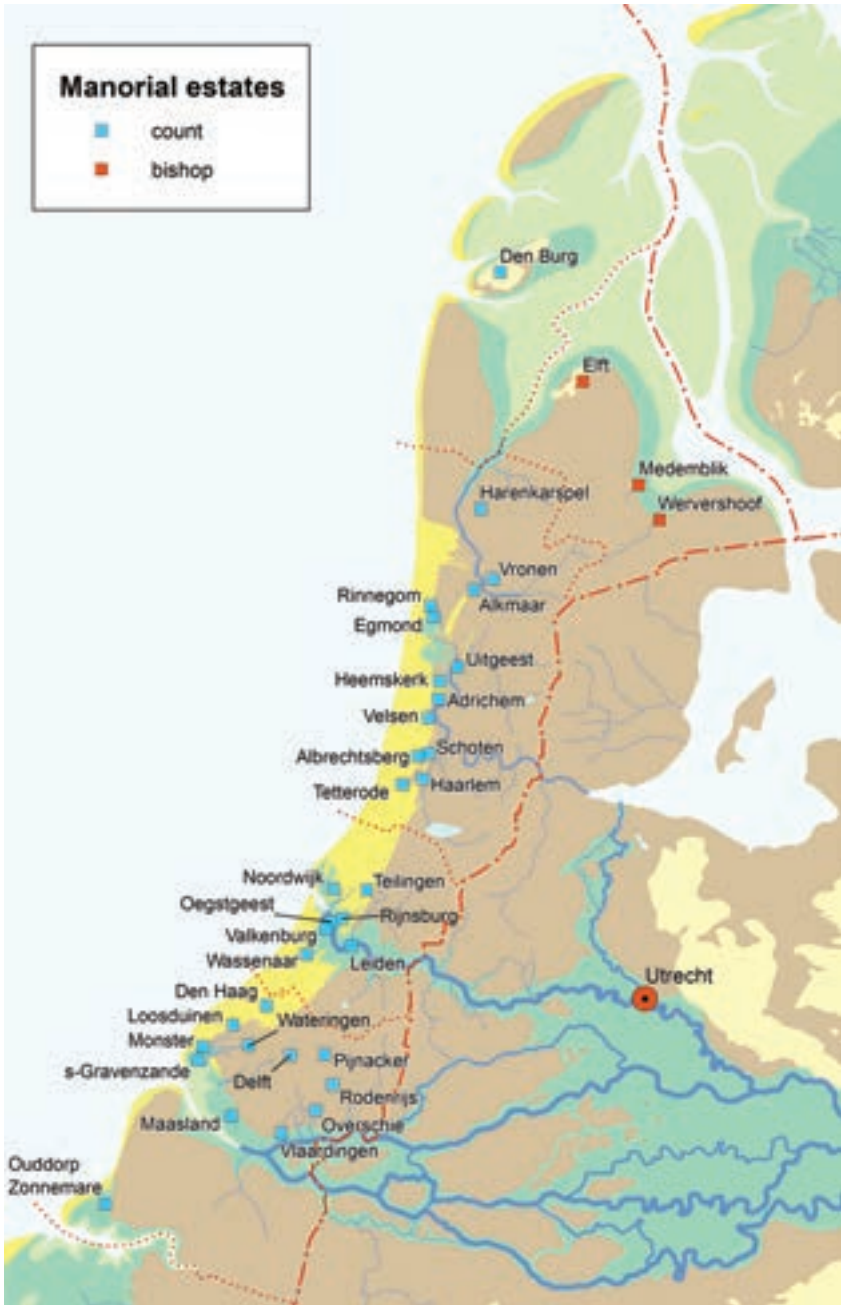 Manorial estates
count
bishop
Den Burg
Elft
Medemblik
Harenkarspel
Wervershoof
Vronen
Rinnegom
Alkmaar
Egmond
Uitgeest
Heemskerk
Adrichem
Velsen
Schoten
Albrechtsberg
Haarlem
Tetterode
Noordwijk
Teilingen
Oegstgeest
Rijnsburg
Valkenburg
Wassenaar
Leiden
Utrecht
Den Haag
Loosduinen
Wateringen
Monster
Pijnacker
s-Gravenzande
Delft
Rodenrijs
Maasland
Overschie
Vlaardingen
Ouddorp
Zonnemare